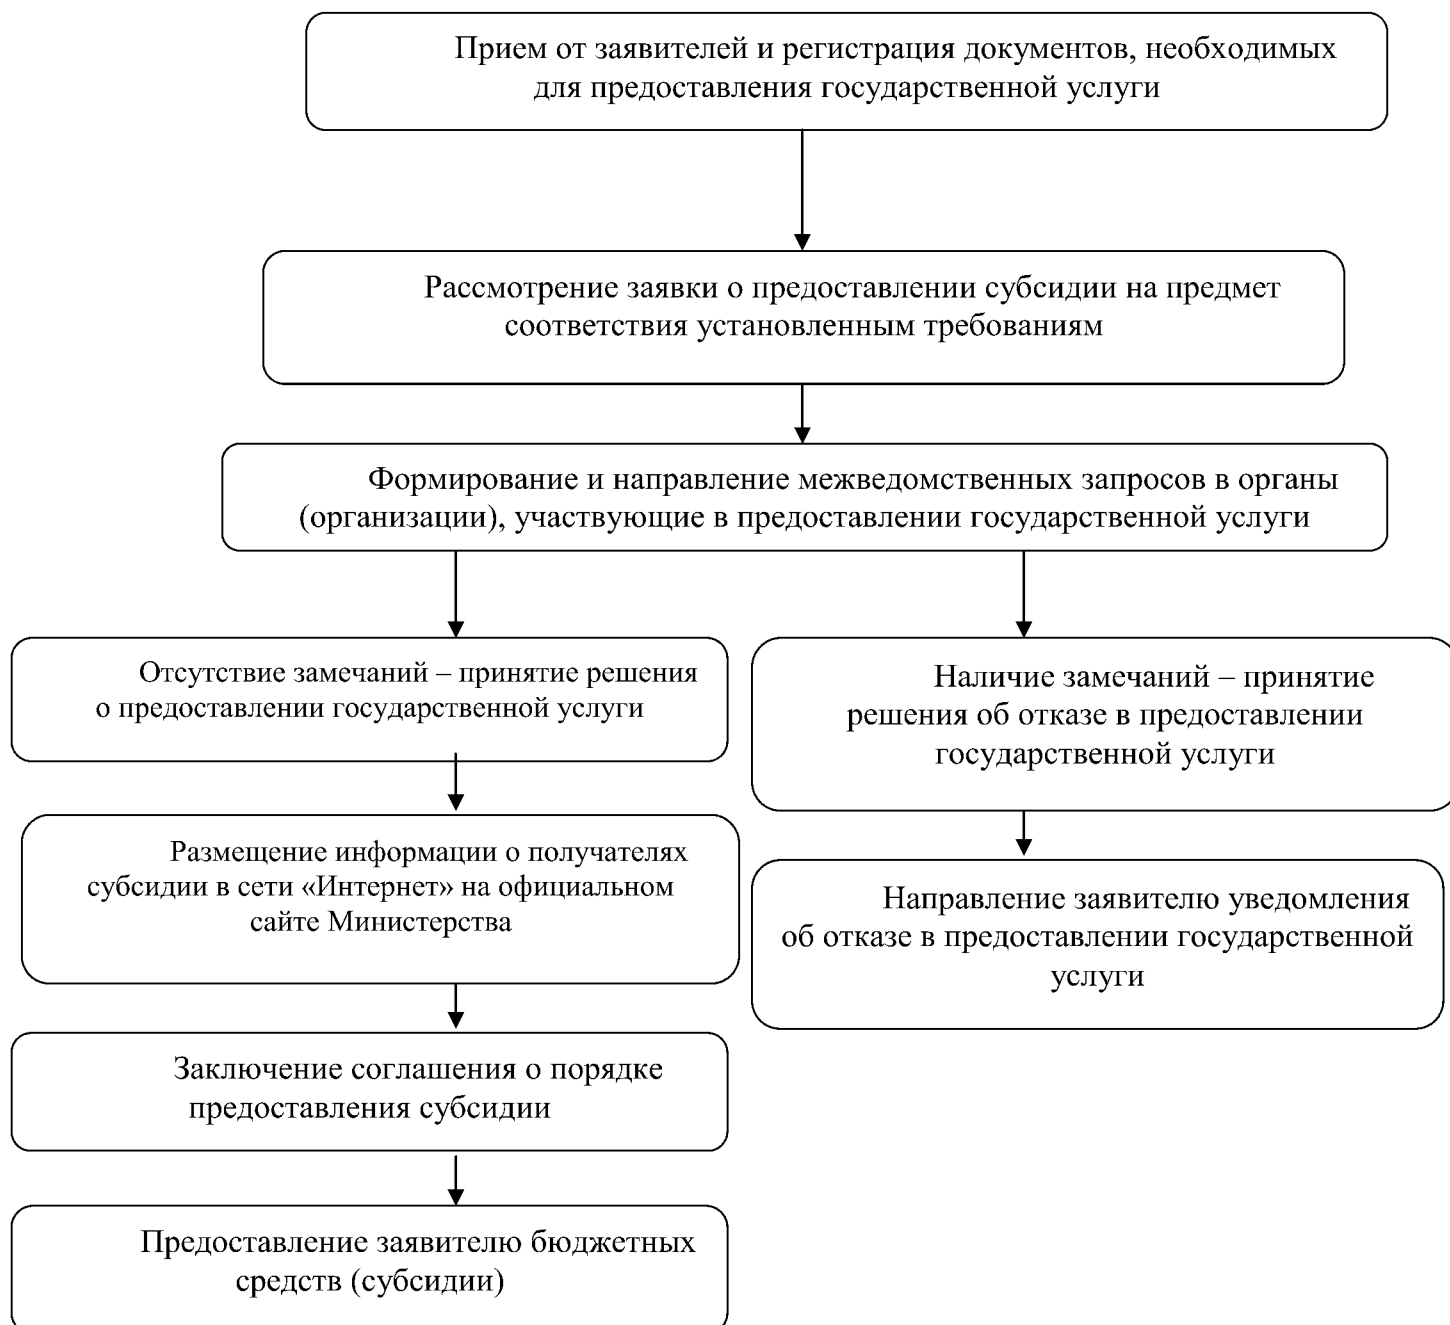 Прием от заявителей и регистрация документов, необходимых
для предоставления государственной услуги
Рассмотрение заявки о предоставлении субсидии на предмет
соответствия установленным требованиям
Формирование и направление межведомственных запросов в органы
(организации), участвующие в предоставлении государственной услуги
Отсутствие замечаний – принятие решения
о предоставлении государственной услуги
Наличие замечаний – принятие
решения об отказе в предоставлении
государственной услуги
Размещение информации о получателях
субсидии в сети «Интернет» на официальном
сайте Министерства
Направление заявителю уведомления
об отказе в предоставлении государственной
услуги
Заключение соглашения о порядке
предоставления субсидии
Предоставление заявителю бюджетных
средств (субсидии)